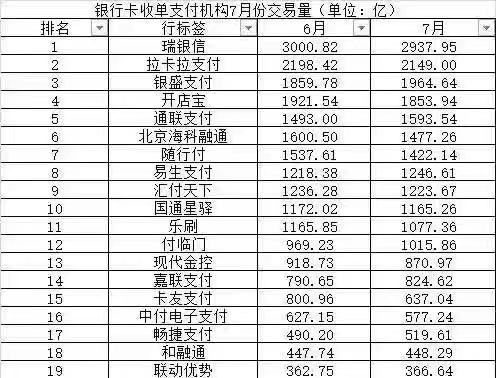 银行卡收单支付机构7月份交易量（单位：亿）
排名 行标签 6月 7月
1 瑞银信 3000.82 2937.95
2 拉卡拉支付 2198.42 2149.00
3 银盛支付 1859.78 1964.64
4 开店宝 1921.54 1853.94
5 通联支付 1493.00 1593.54
6 北京海科融通 1600.50 1477.26
7 随行付 1537.61 1422.14
8 易生支付 1218.38 1246.61
9 汇付天下 1236.28 1223.67
10 国通星驿 1172.02 1165.26
11 乐刷 1165.85 1077.36
12 付临门 969.23 1015.86
13 现代金控 918.73 870.97
14 嘉联支付 790.65 824.62
15 卡友支付 800.96 637.04
16 中付电子支付 627.15 577.24
17 畅捷支付 490.20 519.61
18 和融通 447.74 448.29
19 联动优势 362.75 366.64